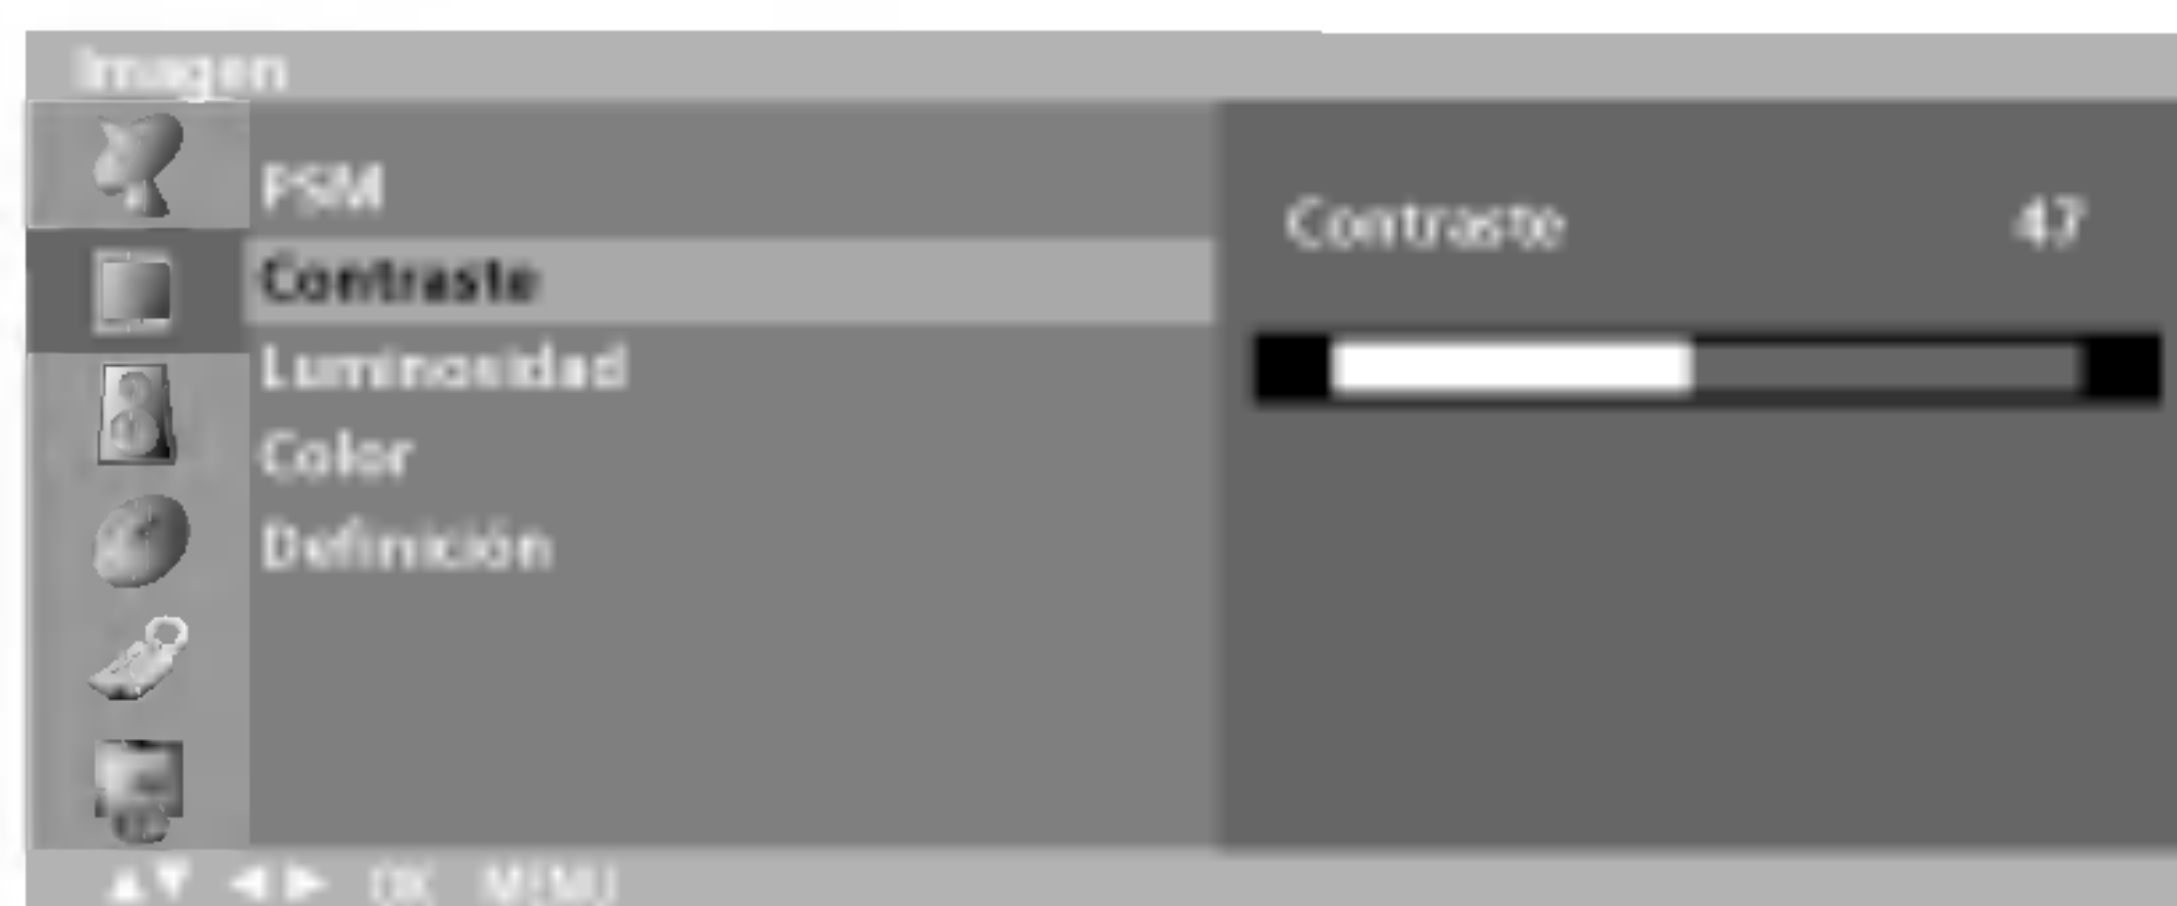 Imagen
PSM
Contraste
Luminosidad
Color
Definición
Contraste 47
▲▼ ◀▶ OK MENU